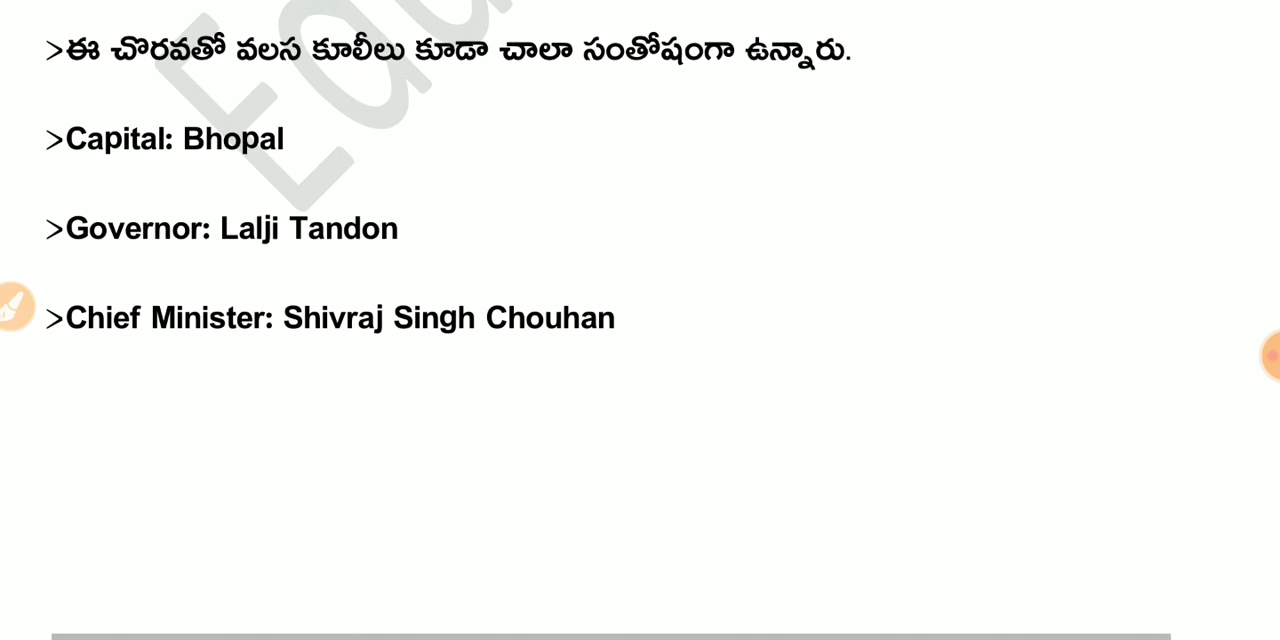 >ఈ చొరవతో వలస కూలీలు కూడా చాలా సంతోషంగా ఉన్నారు.
>Capital: Bhopal
>Governor: Lalji Tandon
>Chief Minister: Shivraj Singh Chouhan